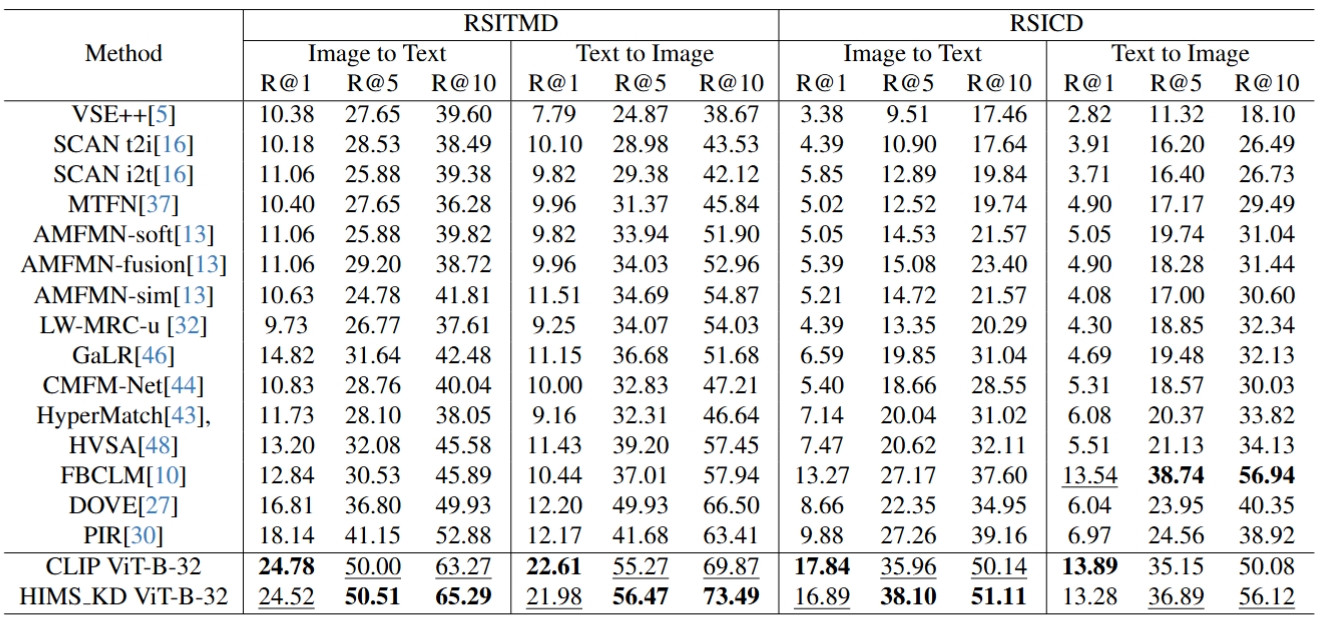 RSITMD RSICD
Method Image to Text Text to Image Image to Text Text to Image
R@1 R@5 R@10 R@1 R@5 R@10 R@1 R@5 R@10 R@1 R@5 R@10
VSE++[5] 10.38 27.65 39.60 7.79 24.87 38.67 3.38 9.51 17.46 2.82 11.32 18.10
SCAN t2i[16] 10.18 28.53 38.49 10.10 28.98 43.53 4.39 10.90 17.64 3.91 16.20 26.49
SCAN i2t[16] 11.06 25.88 39.38 9.82 29.38 42.12 5.85 12.89 19.84 3.71 16.40 26.73
MTFN[37] 10.40 27.65 36.28 9.96 31.37 45.84 5.02 12.52 19.74 4.90 17.17 29.49
AMFMN-soft[13] 11.06 25.88 39.82 9.82 33.94 51.90 5.05 14.53 21.57 5.05 19.74 31.04
AMFMN-fusion[13] 11.06 29.20 38.72 9.96 34.03 52.96 5.39 15.08 23.40 4.90 18.28 31.44
AMFMN-sim[13] 10.63 24.78 41.81 11.51 34.69 54.87 5.21 14.72 21.57 4.08 17.00 30.60
LW-MRC-u [32] 9.73 26.77 37.61 9.25 34.07 54.03 4.39 13.35 20.29 4.30 18.85 32.34
GaLR[46] 14.82 31.64 42.48 11.15 36.68 51.68 6.59 19.85 31.04 4.69 19.48 32.13
CMFM-Net[44] 10.83 28.76 40.04 10.00 32.83 47.21 5.40 18.66 28.55 5.31 18.57 30.03
HyperMatch[43], 11.73 28.10 38.05 9.16 32.31 46.64 7.14 20.04 31.02 6.08 20.37 33.82
HVSA[48] 13.20 32.08 45.58 11.43 39.20 57.45 7.47 20.62 32.11 5.51 21.13 34.13
FBCLM[10] 12.84 30.53 45.89 10.44 37.01 57.94 13.27 27.17 37.60 13.54 38.74 56.94
DOVE[27] 16.81 36.80 49.93 12.20 49.93 66.50 8.66 22.35 34.95 6.04 23.95 40.35
PIR[30] 18.14 41.15 52.88 12.17 41.68 63.41 9.88 27.26 39.16 6.97 24.56 38.92
CLIP ViT-B-32 24.78 50.00 63.27 22.61 55.27 69.87 17.84 35.96 50.14 13.89 35.15 50.08
HIMS_KD ViT-B-32 24.52 50.51 65.29 21.98 56.47 73.49 16.89 38.10 51.11 13.28 36.89 56.12